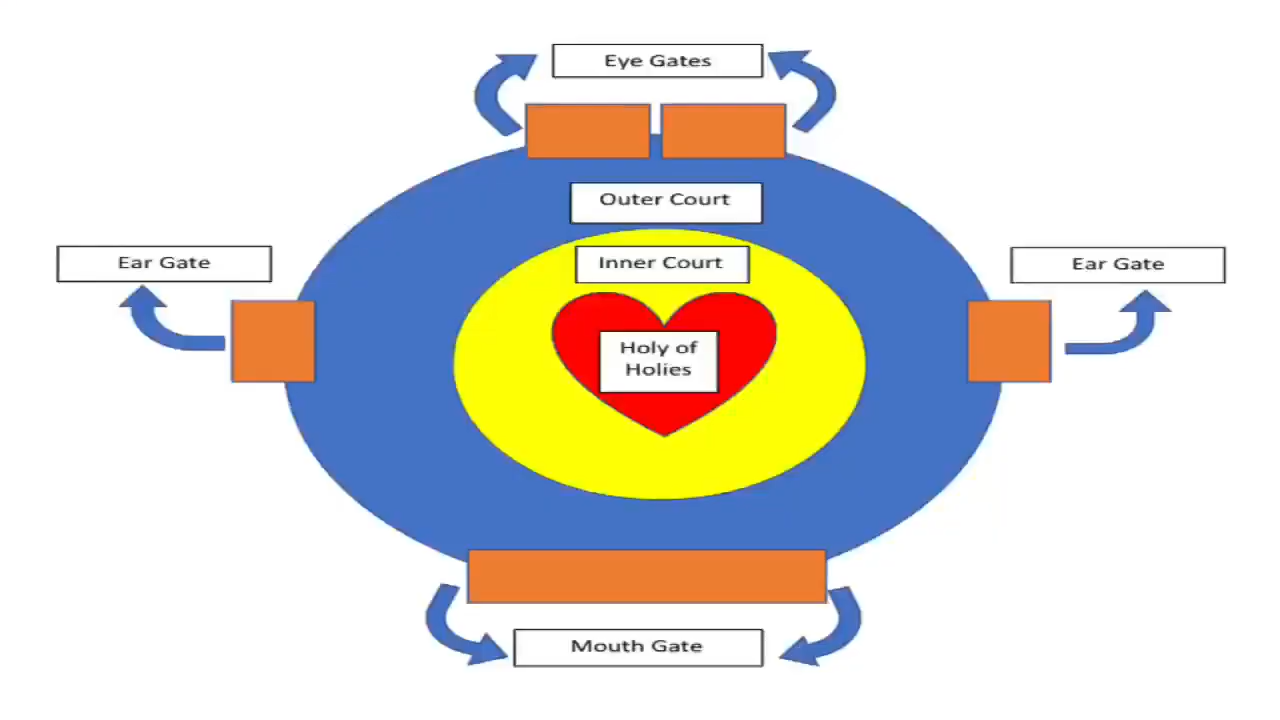 Eye Gates
Outer Court
Ear Gate
Inner Court
Ear Gate
Holy of
Holies
Mouth Gate